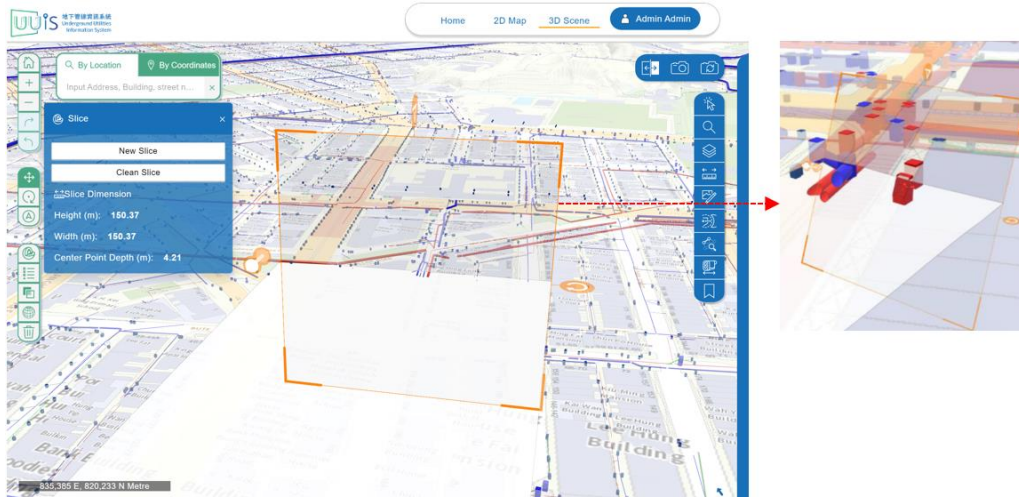 UUiS
地下管綫資訊系統
Underground Utilities
Information System
Home 2D Map 3D Scene Admin Admin
By Location By Coordinates
Input Address, Building, street n...
Slice
New Slice
Clean Slice
Slice Dimension
Height (m): 150.37
Width (m): 150.37
Center Point Depth (m): 4.21
Building
835,385 E, 820,233 N Metre